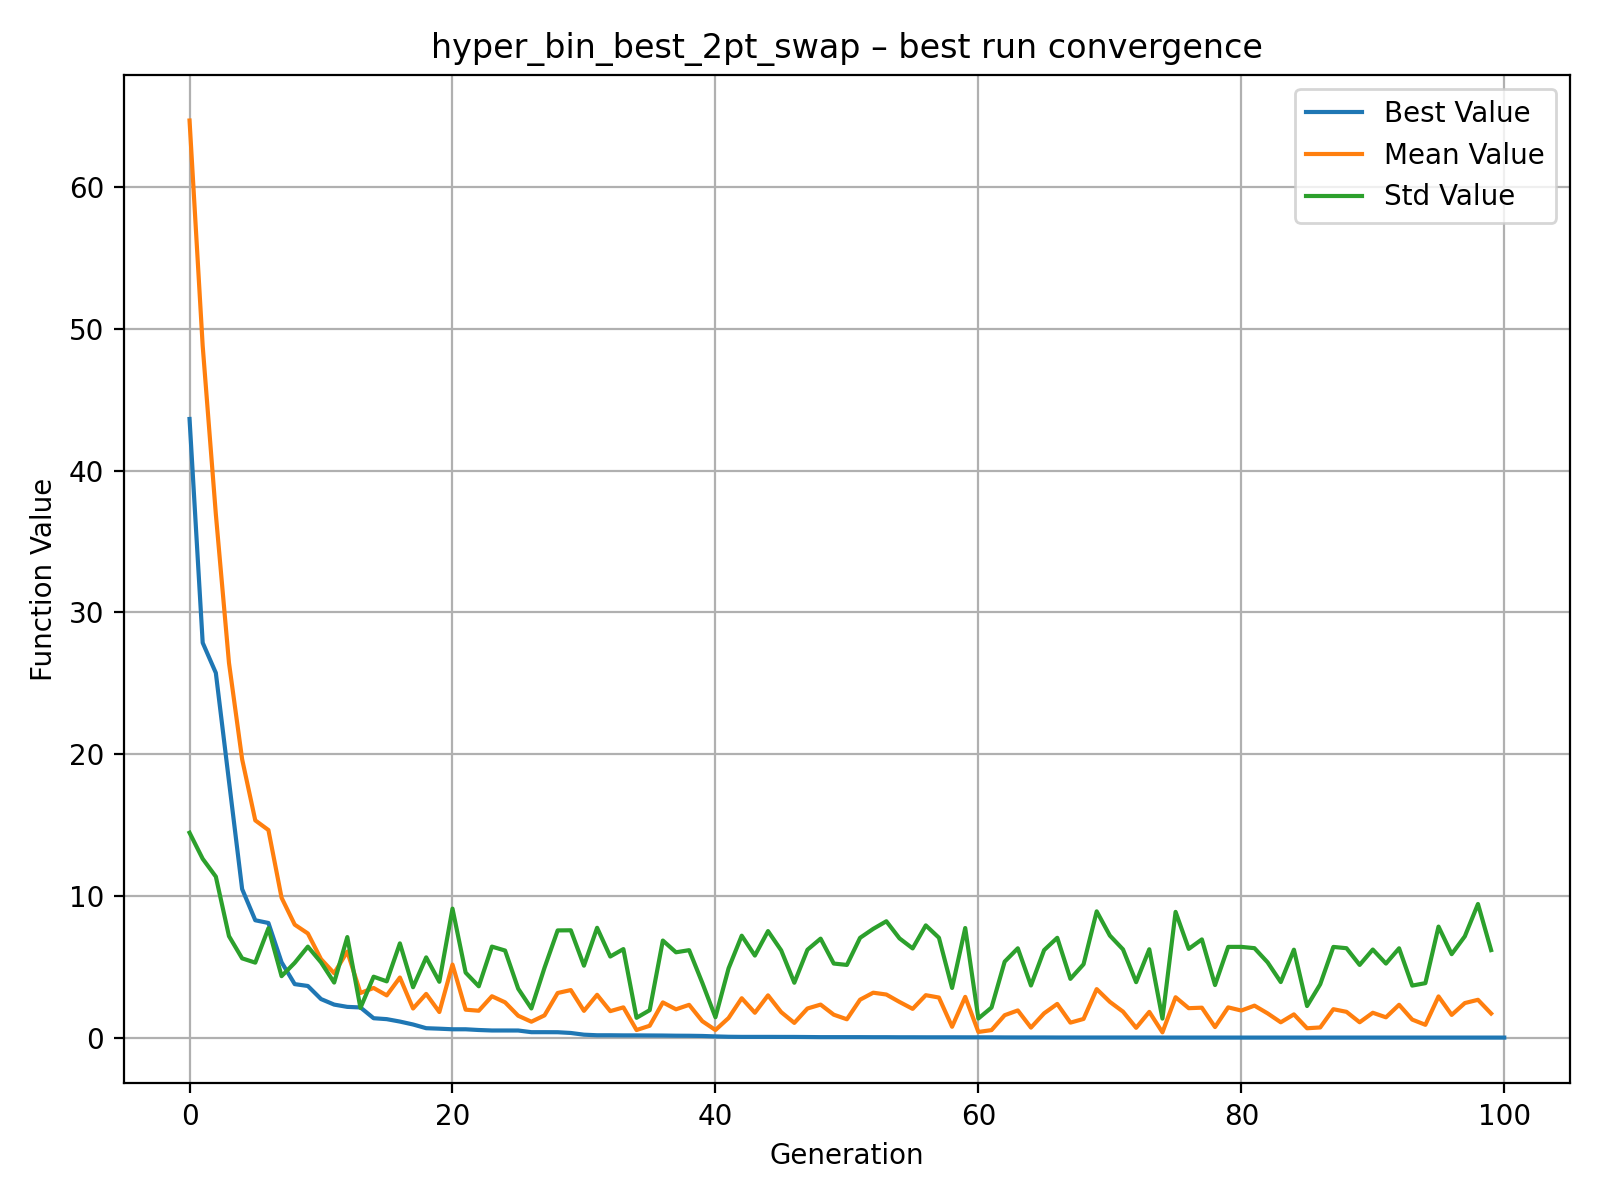 hyper_bin_best_2pt_swap – best run convergence
Best Value
Mean Value
Std Value
Function Value
60
50
40
30
20
10
0
0 20 40 60 80 100
Generation